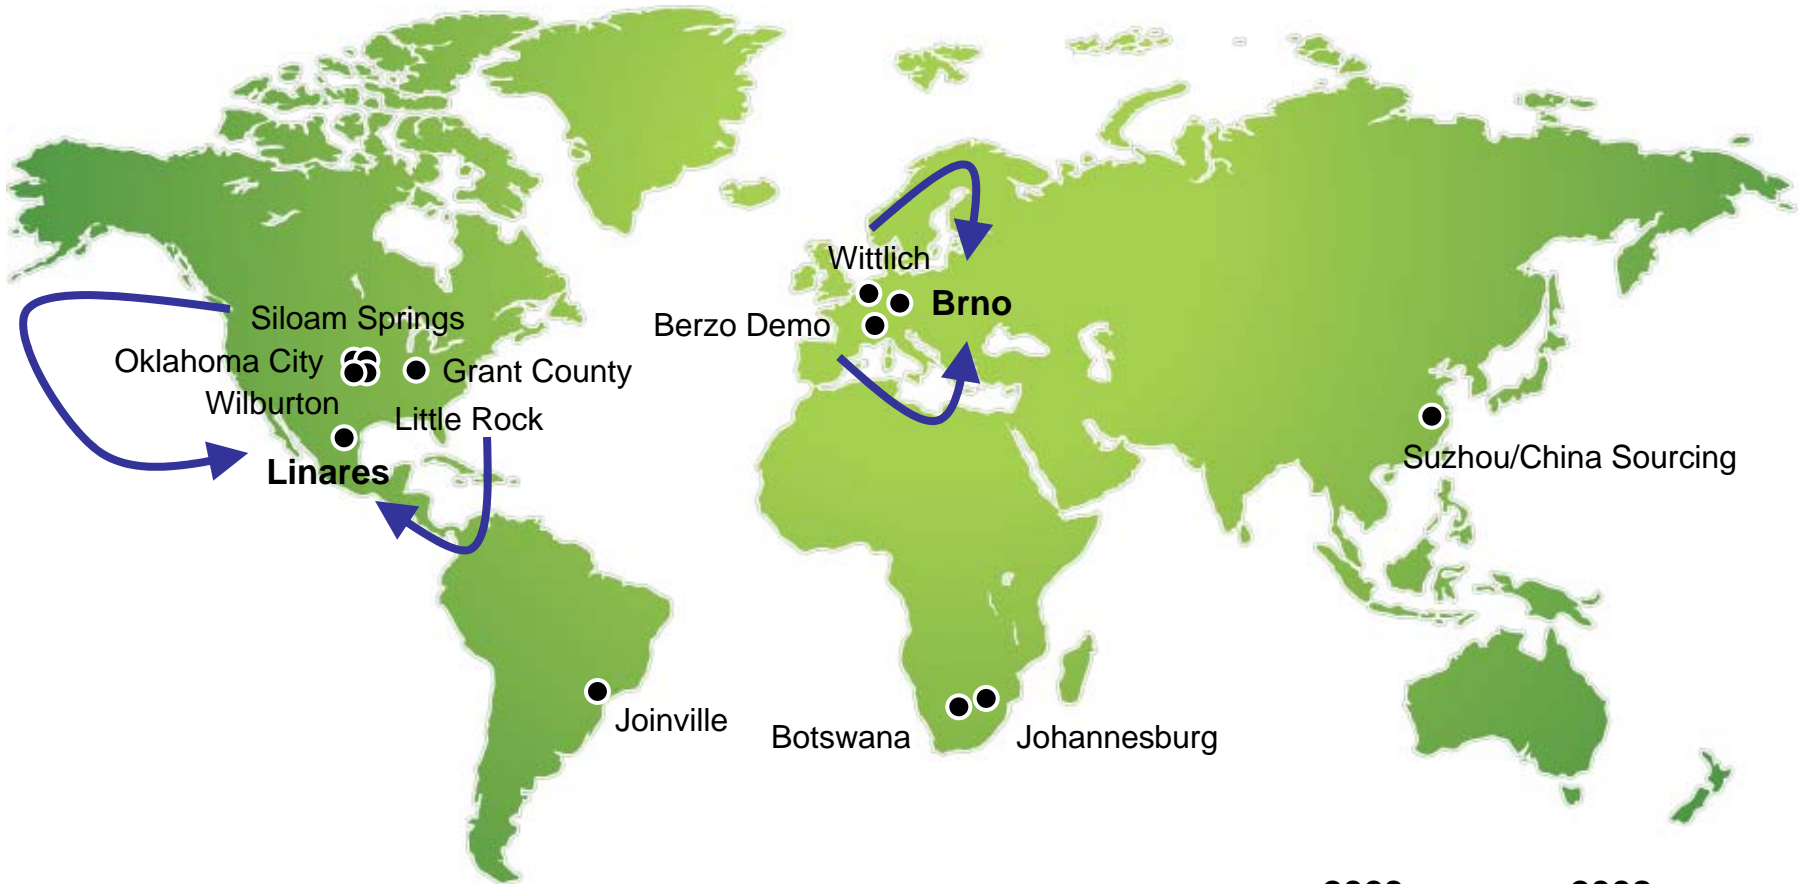 Wittlich
Brno
Berzo Demo
Siloam Springs
Oklahoma City
Grant County
Wilburton
Little Rock
Linares
Suzhou/China Sourcing
Joinville
Botswana
Johannesburg